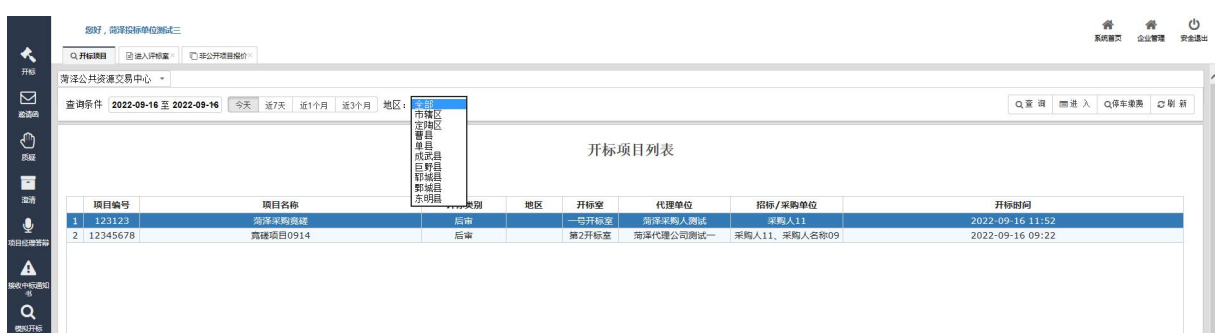 您好，菏泽投标单位测试三
系统首页 企业管理 安全退出
开标项目 进入评标室 非公开项目报价
菏泽公共资源交易中心
查询条件 2022-09-16 至 2022-09-16 今天 近7天 近1个月 近3个月 地区： 查 询 进 入 停车缴费 刷 新
全部
市辖区
定陶区
曹县
单县
成武县
巨野县
郓城县
鄄城县
东明县
开标
邀请函
质疑
澄清
项目经理答辩
接收中标通知书
模拟开标
开标项目列表
项目编号 项目名称 类别 地区 开标室 代理单位 招标/采购单位 开标时间
1 123123 菏泽采购竞磋 后审 一号开标室 菏泽采购人测试 采购人11 2022-09-16 11:52
2 12345678 竞磋项目0914 后审 第2开标室 菏泽代理公司测试一 采购人11、采购人名称09 2022-09-16 09:22